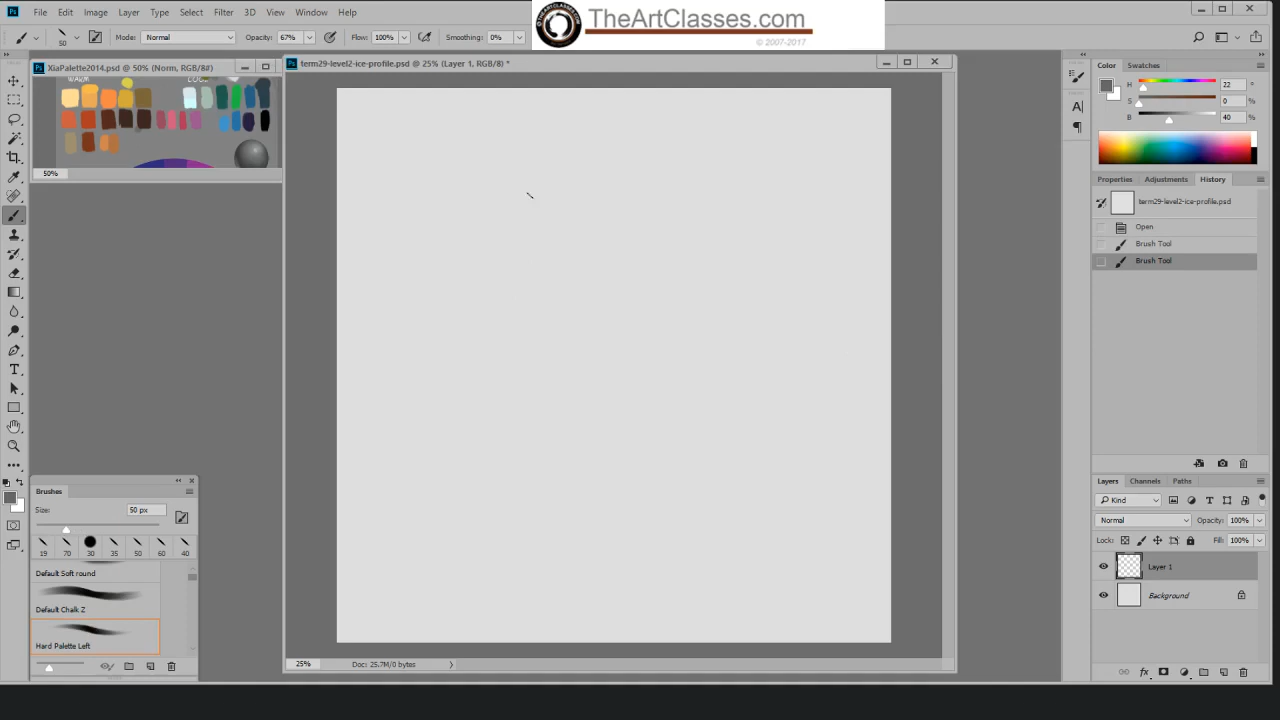 Ps File Edit Image Layer Type Select Filter 3D View Window Help
TheArtClasses.com
© 2007-2017
50 Mode: Normal Opacity: 67% Flow: 100% Smoothing: 0%
Ps XiaPalette2014.psd @ 50% (Norm, RGB/8#)
WARM
50%
Ps term29-level2-ice-profile.psd @ 25% (Layer 1, RGB/8) *
25% Doc: 25.7M/0 bytes
Color Swatches
H 22 °
S 0 %
B 40 %
A
Properties Adjustments History
term29-level2-ice-profile.psd
Open
Brush Tool
Brush Tool
Layers Channels Paths
Kind T
Normal Opacity: 100%
Lock: Fill: 100%
Layer 1
Background
fx
Brushes
Size: 50 px
19 70 30 35 50 60 40
Default Soft round
Default Chalk Z
Hard Palette Left